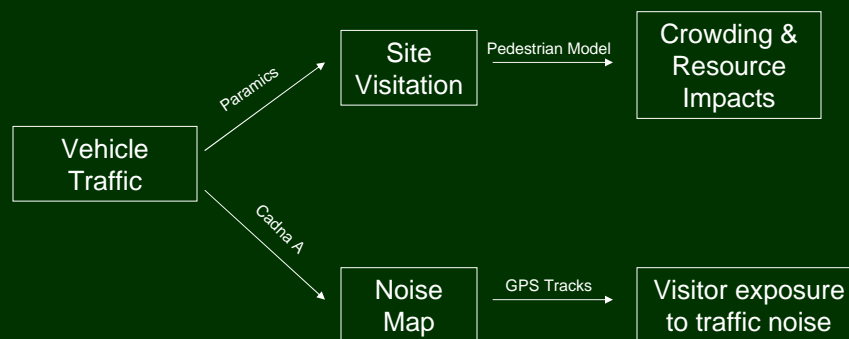 Site
Visitation
Pedestrian Model
Crowding &
Resource
Impacts
Paramics
Vehicle
Traffic
Cadna A
Noise
Map
GPS Tracks
Visitor exposure
to traffic noise